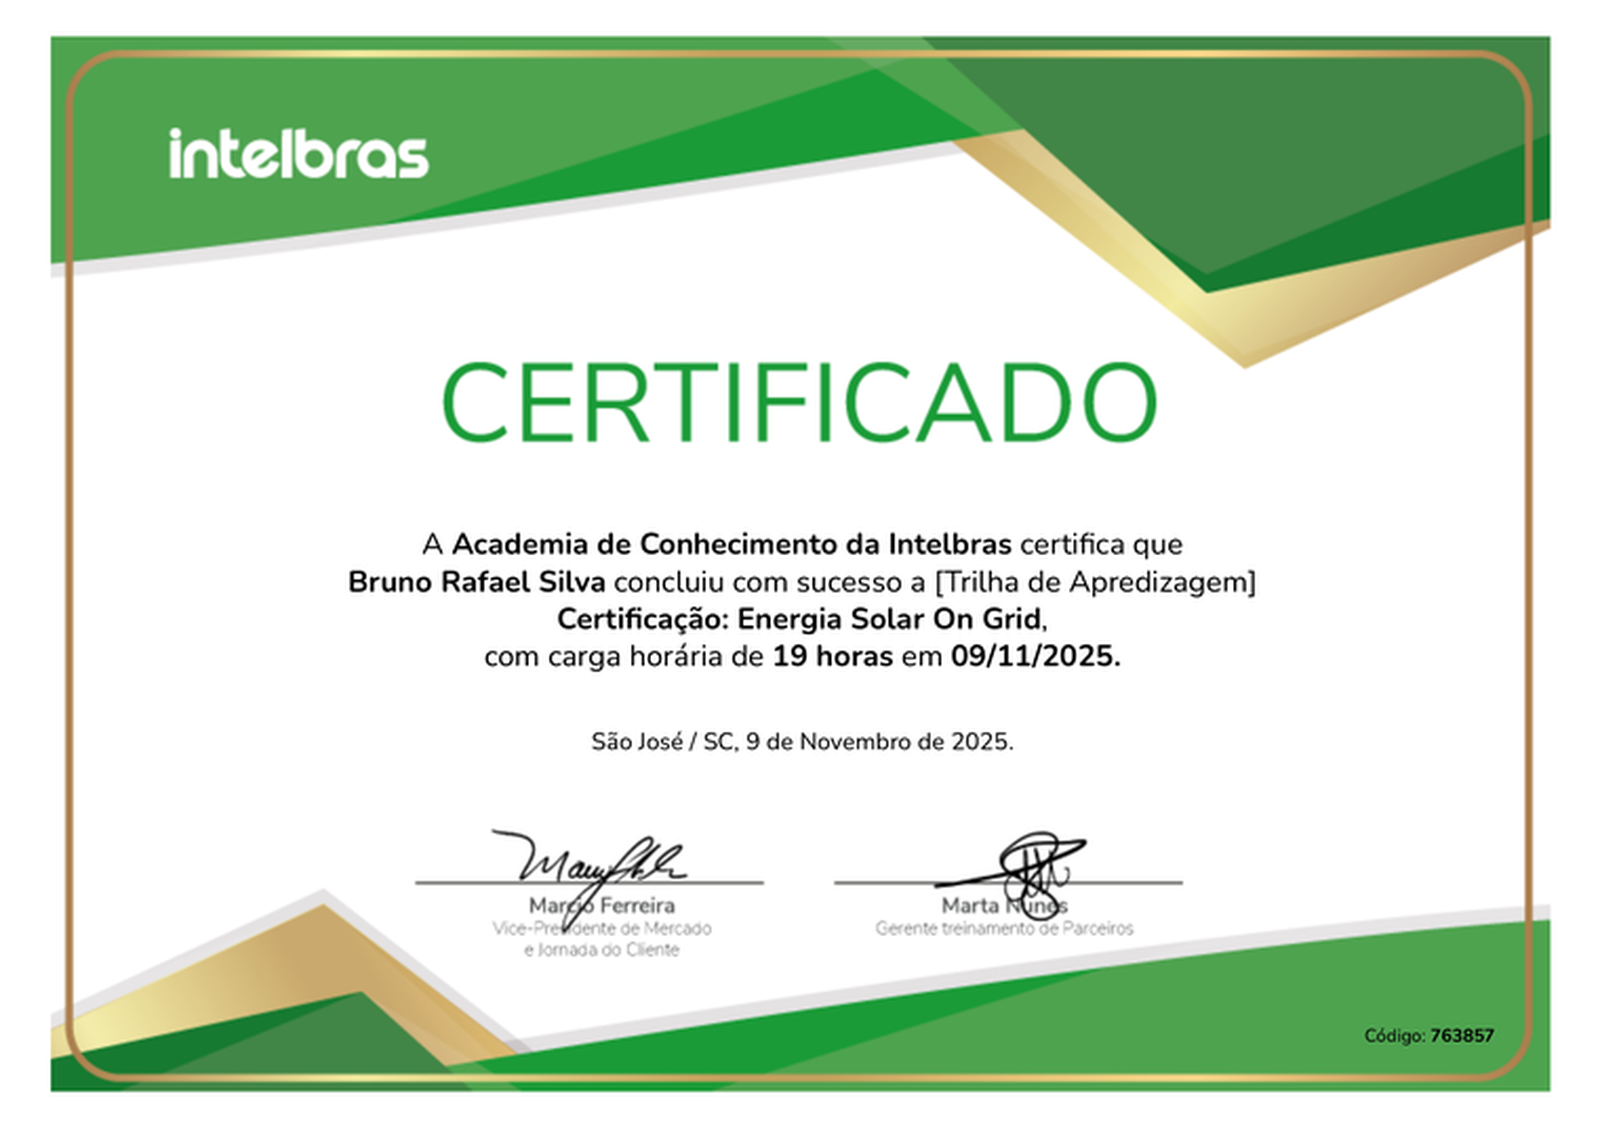 intelbras
CERTIFICADO
A Academia de Conhecimento da Intelbras certifica que
Bruno Rafael Silva concluiu com sucesso a [Trilha de Apredizagem]
Certificação: Energia Solar On Grid,
com carga horária de 19 horas em 09/11/2025.
São José / SC, 9 de Novembro de 2025.
Marcio Ferreira
Vice-Presidente de Mercado
e Jornada do Cliente
Marta Nunes
Gerente treinamento de Parceiros
Código: 763857